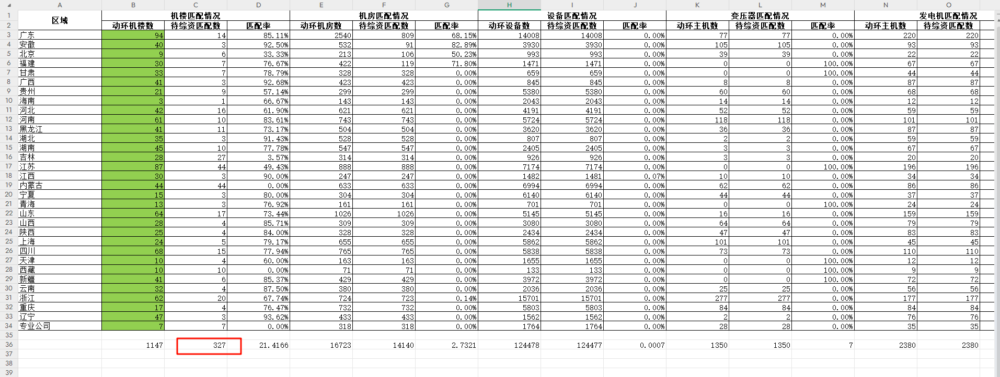 A B C D E F G H I J K L M N O
1 区域 机楼匹配情况 机房匹配情况 设备匹配情况 变压器匹配情况 发电机匹配情况
2 动环机楼数 待综资匹配数 匹配率 动环机房数 待综资匹配数 匹配率 动环设备数 待综资匹配数 匹配率 动环主机数 待综资匹配数 匹配率 动环主机数 待综资匹配数
3 广东 94 14 85.11% 2540 809 68.15% 14008 14008 0.00% 77 77 0.00% 220 220
4 安徽 40 3 92.50% 532 91 82.89% 3930 3930 0.00% 105 105 0.00% 93 93
5 北京 9 6 33.33% 213 106 50.23% 993 993 0.00% 39 39 0.00% 22 22
6 福建 30 7 76.67% 422 119 71.80% 1471 1471 0.00% 0 0 100.00% 67 67
7 甘肃 33 7 78.79% 328 328 0.00% 659 659 0.00% 0 0 100.00% 44 44
8 广西 41 3 92.68% 423 423 0.00% 845 845 0.00% 8 8 0.00% 87 87
9 贵州 21 9 57.14% 299 299 0.00% 5380 5380 0.00% 60 60 0.00% 68 68
10 海南 3 1 66.67% 143 143 0.00% 2043 2043 0.00% 14 14 0.00% 12 12
11 河北 42 16 61.90% 621 621 0.00% 4191 4191 0.00% 52 52 0.00% 59 59
12 河南 61 10 83.61% 743 743 0.00% 5724 5724 0.00% 118 118 0.00% 101 101
13 黑龙江 41 11 73.17% 504 504 0.00% 3620 3620 0.00% 36 36 0.00% 87 87
14 湖北 35 3 91.43% 528 528 0.00% 807 807 0.00% 2 2 0.00% 59 59
15 湖南 45 10 77.78% 547 547 0.00% 2405 2405 0.00% 3 3 0.00% 67 67
16 吉林 28 27 3.57% 314 314 0.00% 926 926 0.00% 3 3 0.00% 20 20
17 江苏 87 44 49.43% 888 888 0.00% 7174 7174 0.00% 0 0 100.00% 196 196
18 江西 30 3 90.00% 247 247 0.00% 1482 1481 0.07% 10 10 0.00% 34 34
19 内蒙古 44 44 0.00% 633 633 0.00% 6994 6994 0.00% 62 62 0.00% 86 86
20 宁夏 15 3 80.00% 304 304 0.00% 6140 6140 0.00% 44 44 0.00% 37 37
21 青海 13 3 76.92% 161 161 0.00% 701 701 0.00% 0 0 100.00% 24 24
22 山东 64 17 73.44% 1026 1026 0.00% 5145 5145 0.00% 16 16 0.00% 159 159
23 山西 28 4 85.71% 309 309 0.00% 3080 3080 0.00% 64 64 0.00% 79 79
24 陕西 25 4 84.00% 328 328 0.00% 2434 2434 0.00% 47 47 0.00% 83 83
25 上海 24 5 79.17% 655 655 0.00% 5862 5862 0.00% 101 101 0.00% 45 45
26 四川 68 15 77.94% 765 765 0.00% 5838 5838 0.00% 73 73 0.00% 110 110
27 天津 10 4 60.00% 163 163 0.00% 1655 1655 0.00% 0 0 100.00% 12 12
28 西藏 10 10 0.00% 71 71 0.00% 133 133 0.00% 0 0 100.00% 9 9
29 新疆 41 6 85.37% 429 429 0.00% 3972 3972 0.00% 0 0 100.00% 72 72
30 云南 32 4 87.50% 380 380 0.00% 2036 2036 0.00% 25 25 0.00% 56 56
31 浙江 62 20 67.74% 724 723 0.14% 15701 15701 0.00% 277 277 0.00% 177 177
32 重庆 17 4 76.47% 732 732 0.00% 5803 5803 0.00% 84 84 0.00% 84 84
33 辽宁 47 3 93.62% 433 433 0.00% 1562 1562 0.00% 2 2 0.00% 76 76
34 专业公司 7 7 0.00% 318 318 0.00% 1764 1764 0.00% 28 28 0.00% 35 35
35
36 1147 327 21.4166 16723 14140 2.7321 124478 124477 0.0007 1350 1350 7 2380 2380
37
38
39